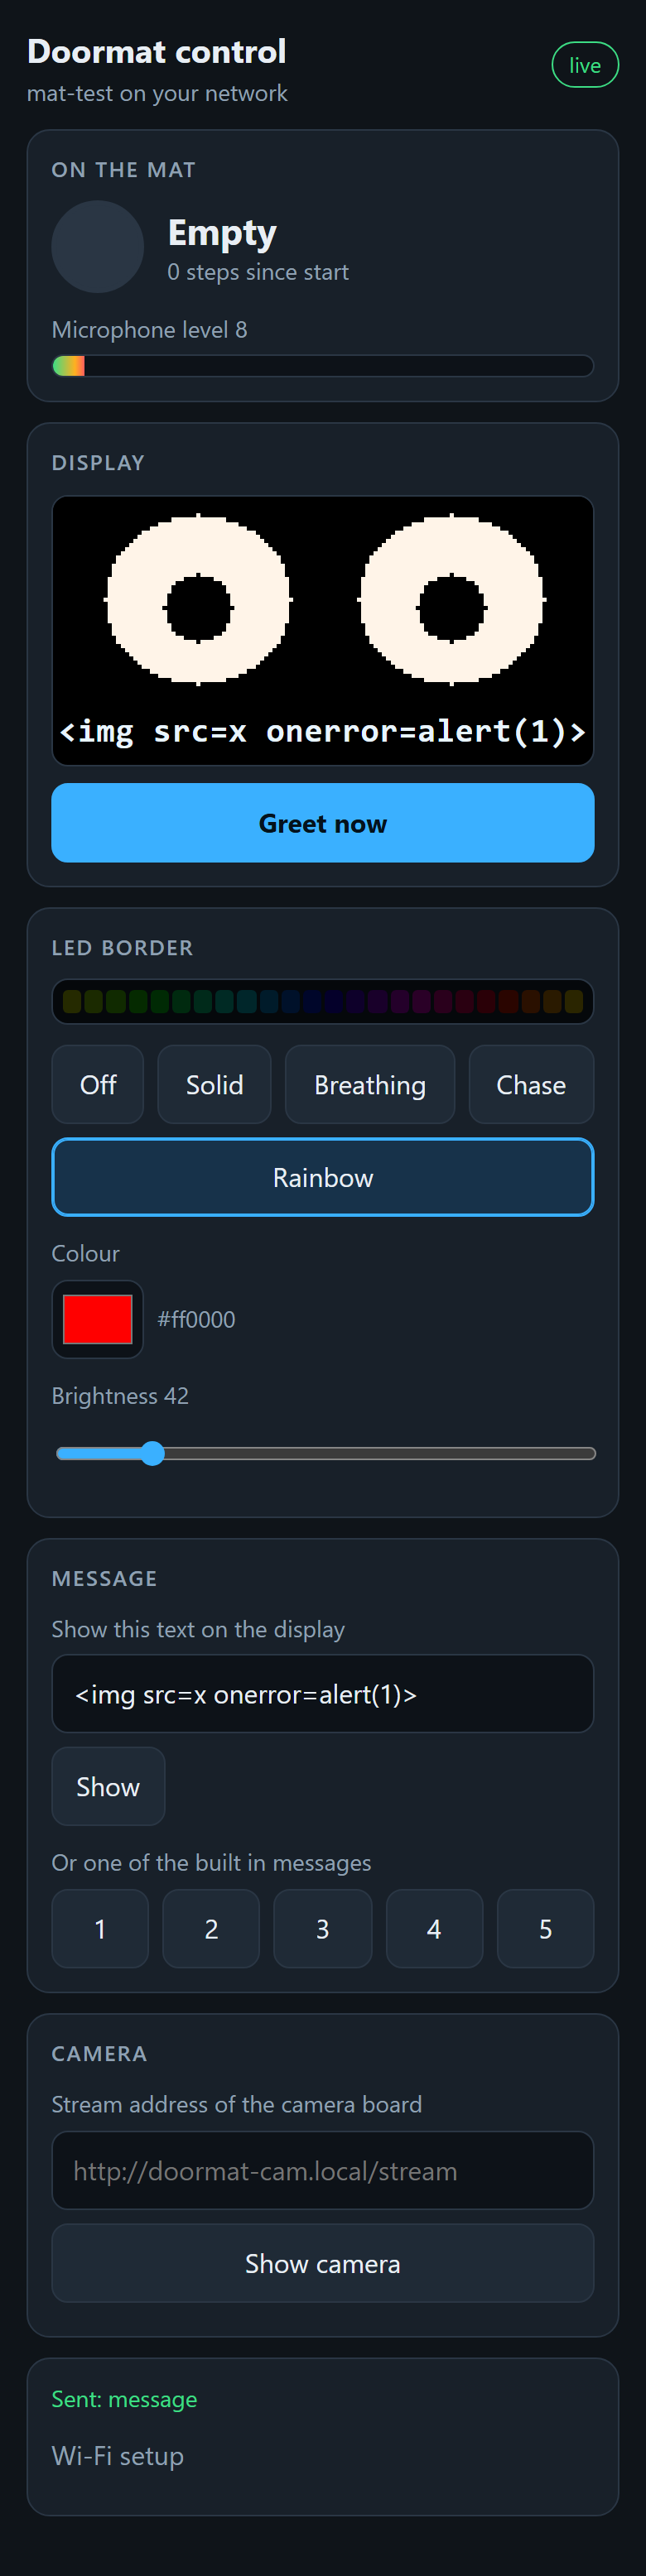 Doormat control
mat-test on your network
live
ON THE MAT
Empty
0 steps since start
Microphone level 8
DISPLAY
<img src=x onerror=alert(1)>
Greet now
LED BORDER
Off Solid Breathing Chase
Rainbow
Colour
#ff0000
Brightness 42
MESSAGE
Show this text on the display
<img src=x onerror=alert(1)>
Show
Or one of the built in messages
1 2 3 4 5
CAMERA
Stream address of the camera board
http://doormat-cam.local/stream
Show camera
Sent: message
Wi-Fi setup